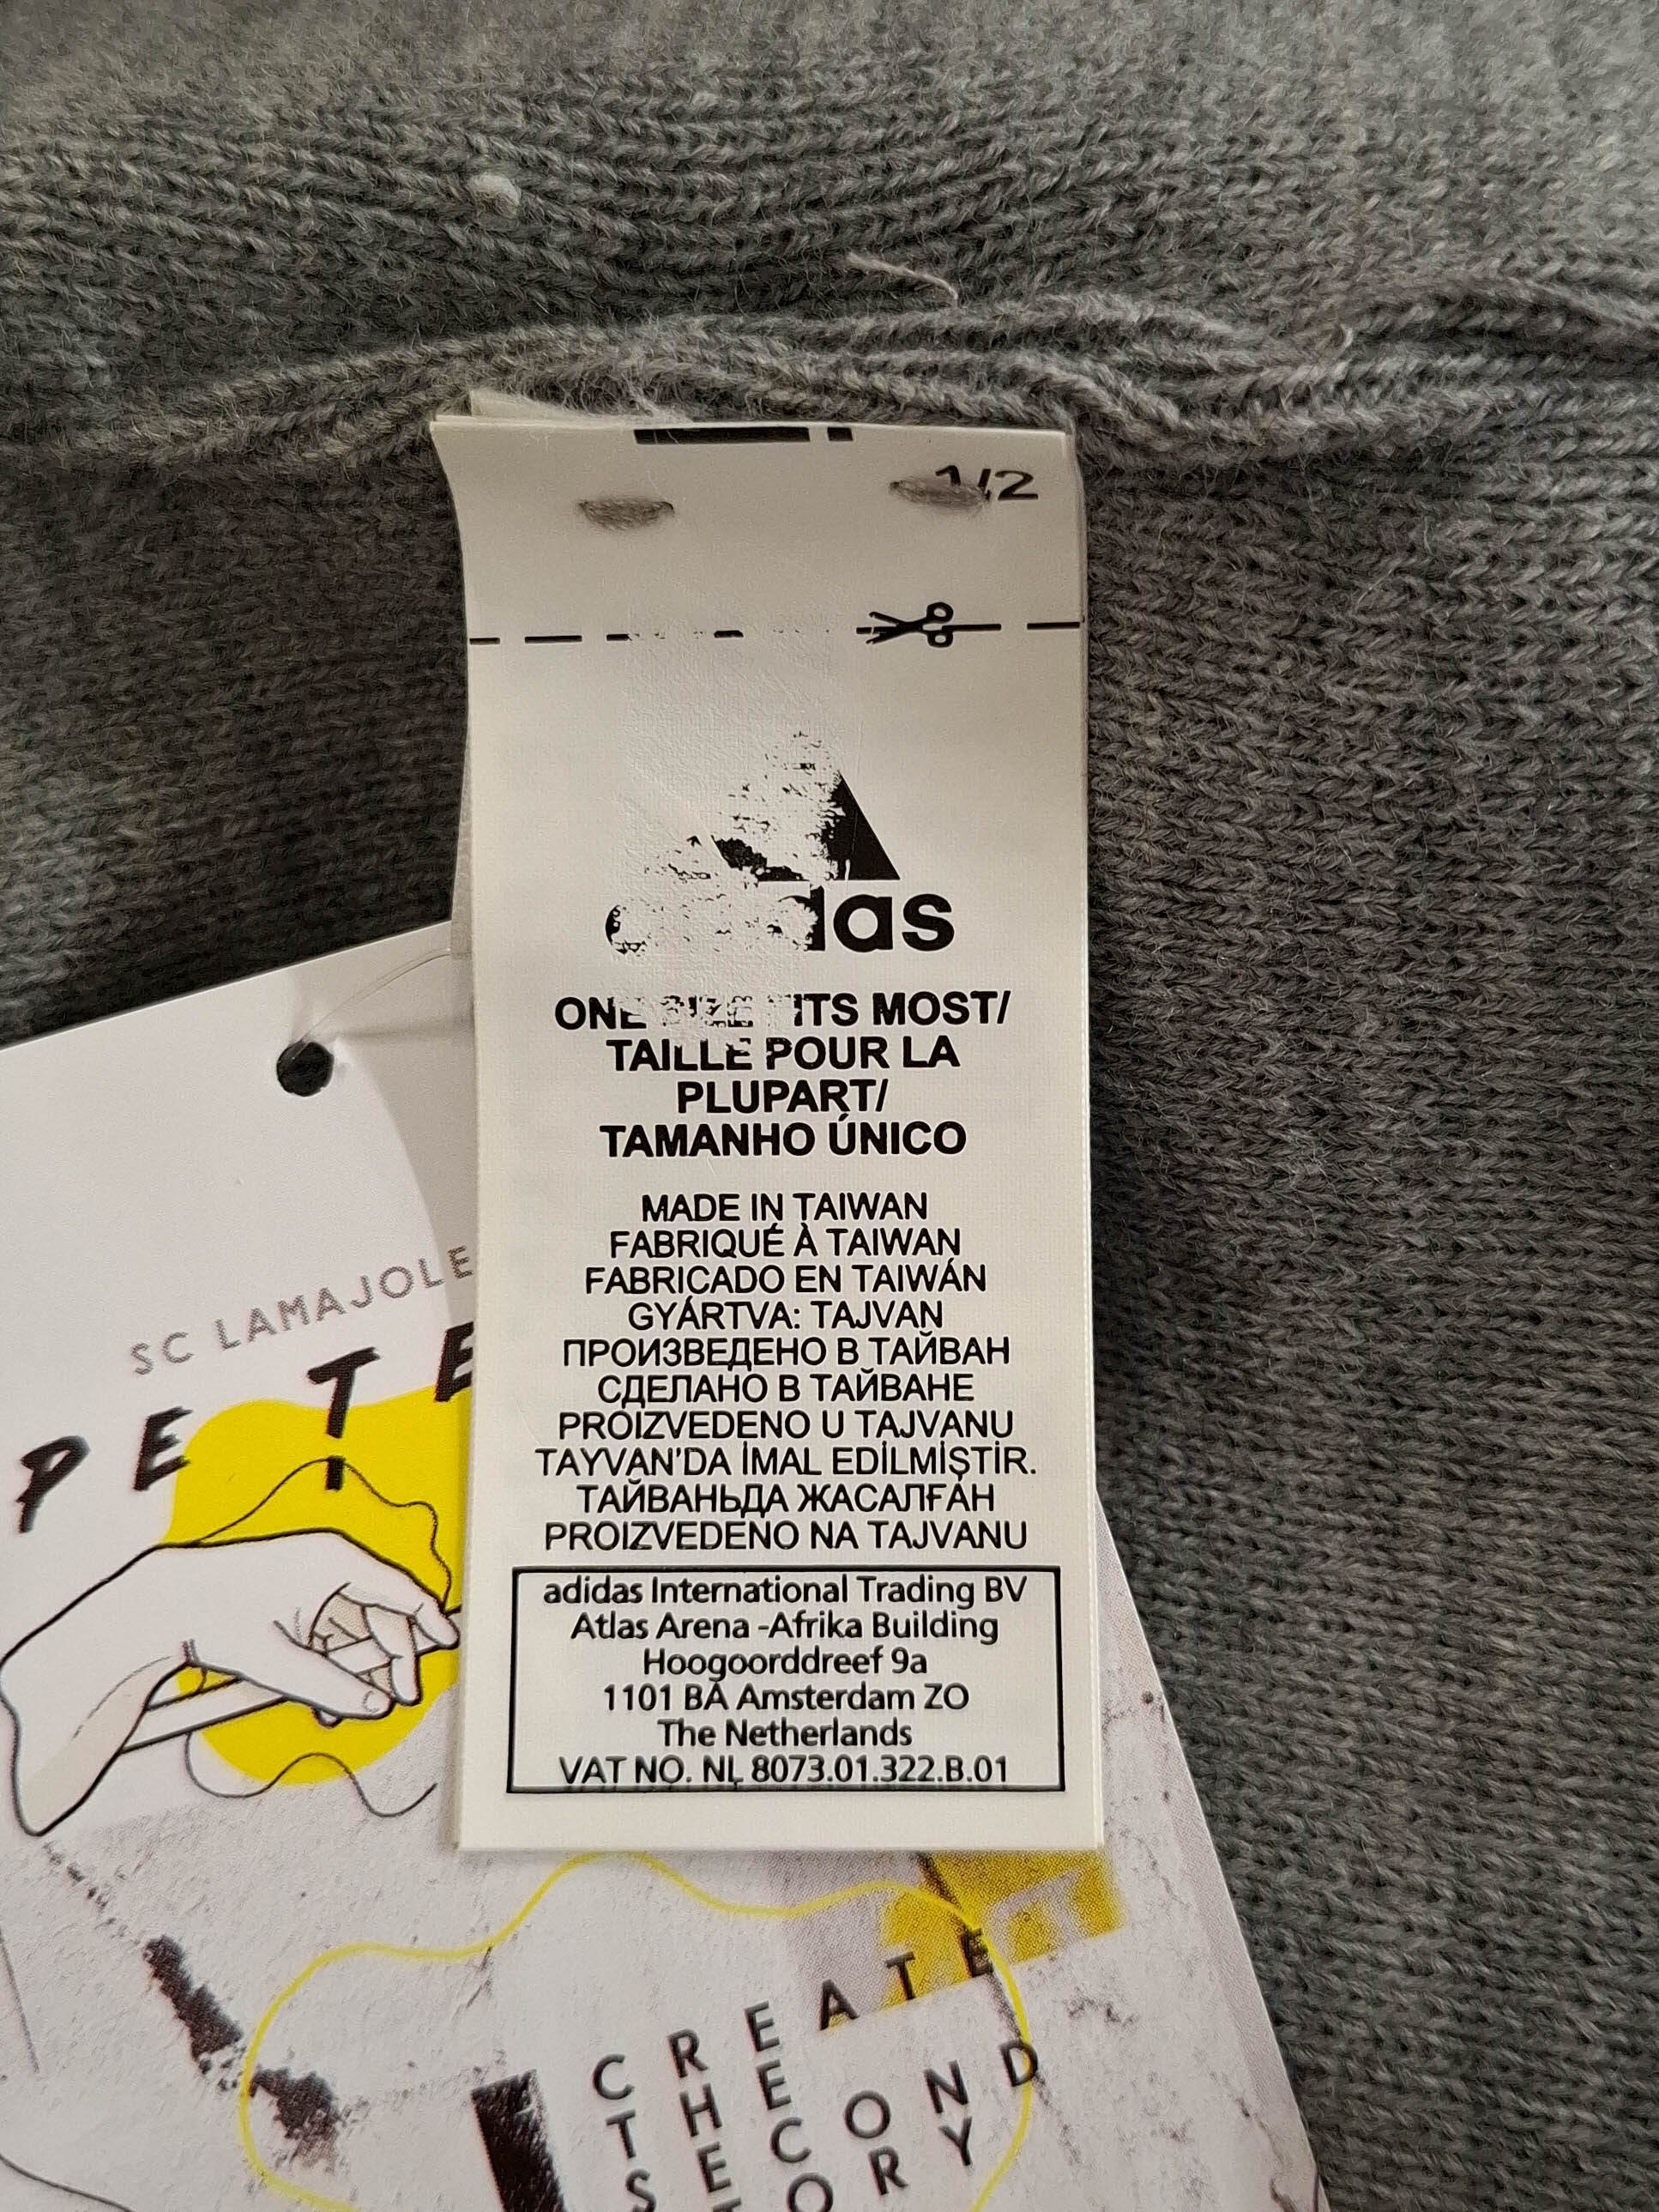 1/2
adidas
ONE SIZE FITS MOST/
TAILLE POUR LA
PLUPART/
TAMANHO ÚNICO
MADE IN TAIWAN
FABRIQUÉ À TAIWAN
FABRICADO EN TAIWÁN
GYÁRTVA: TAJVAN
ПРОИЗВЕДЕНО В ТАЙВАН
СДЕЛАНО В ТАЙВАНЕ
PROIZVEDENO U TAJVANU
TAYVAN'DA İMAL EDİLMİŞTİR.
ТАЙВАНЬДА ЖАСАЛҒАН
PROIZVEDENO NA TAJVANU
adidas International Trading BV
Atlas Arena -Afrika Building
Hoogoorddreef 9a
1101 BA Amsterdam ZO
The Netherlands
VAT NO. NL 8073.01.322.B.01
SC LAMAJOLE
PETE
CREATE
THE
SECOND
STORY